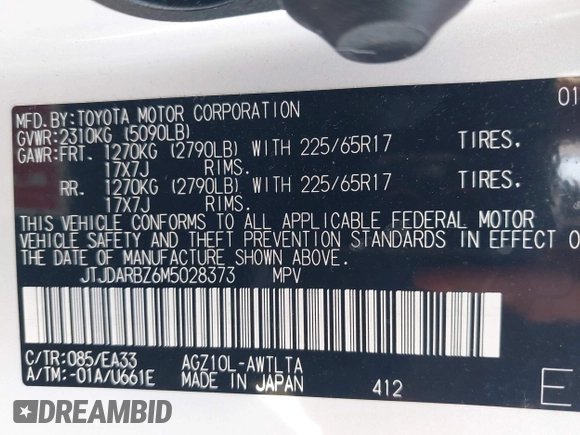 MFD.BY:TOYOTA MOTOR CORPORATION 01
GVWR:2310KG (5090LB)
GAWR:FRT. 1270KG (2790LB) WITH 225/65R17 TIRES.
17X7J RIMS.
RR. 1270KG (2790LB) WITH 225/65R17 TIRES.
17X7J RIMS.
THIS VEHICLE CONFORMS TO ALL APPLICABLE FEDERAL MOTOR
VEHICLE SAFETY AND THEFT PREVENTION STANDARDS IN EFFECT O
THE DATE OF MANUFACTURE SHOWN ABOVE.
JTJDARBZ6M5028373 MPV
C/TR:085/EA33 AGZ10L-AWTLTA
A/TM:-01A/U661E MADE IN JAPAN 412 E
DREAMBID